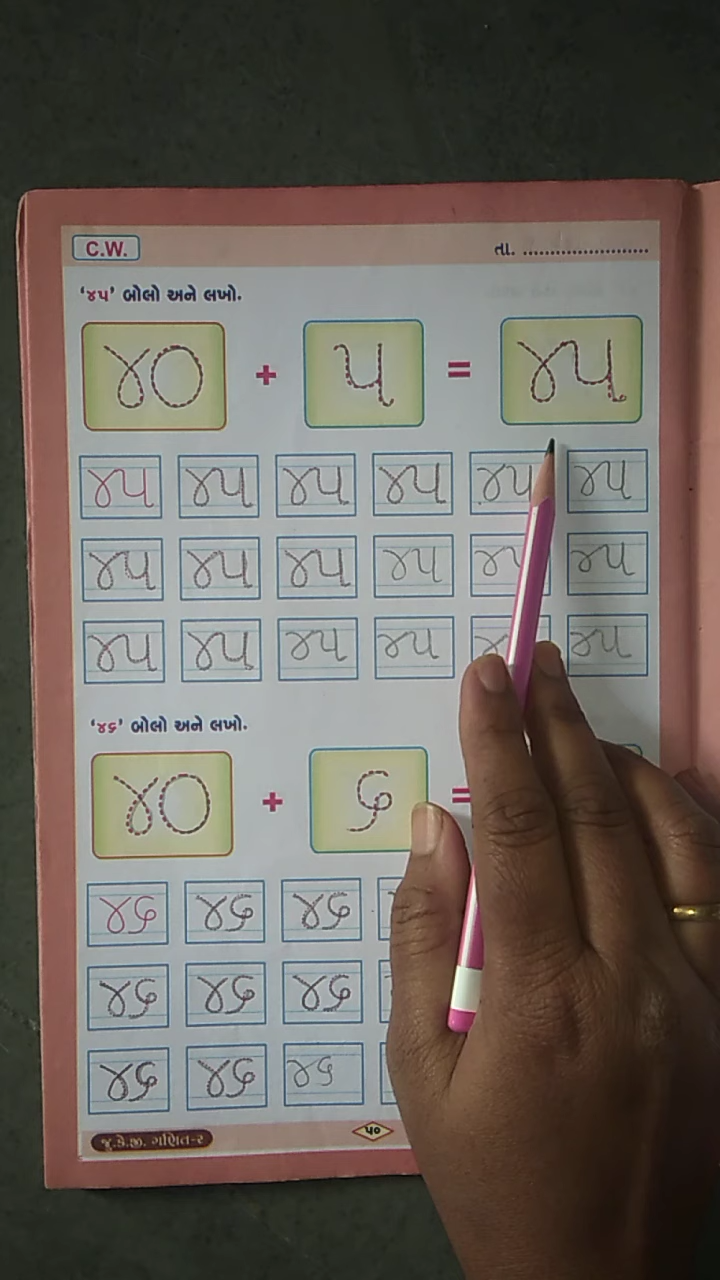 C.W. તા. ......................
'૪૫' બોલો અને લખો.
૪૦ + ૫ = ૪૫
૪૫ ૪૫ ૪૫ ૪૫ ૪૫ ૪૫
૪૫ ૪૫ ૪૫ ૪૫ ૪૫ ૪૫
૪૫ ૪૫ ૪૫ ૪૫ ૪૫
'૪૬' બોલો અને લખો.
૪૦ + ૬ =
૪૬ ૪૬ ૪૬
૪૬ ૪૬ ૪૬
૪૬ ૪૬ ૪૬
જુ.કે.જી. ગણિત-૨ ૫૦